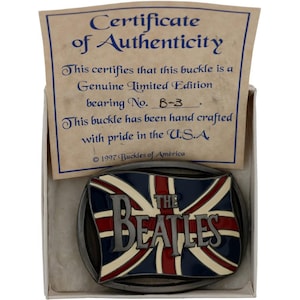 Certificate
of Authenticity
This certifies that this buckle is a
Genuine Limited Edition
bearing No. B-3.
This buckle has been hand crafted
with pride in the U.S.A
© 1997 Buckles of America
THE
BEATLES